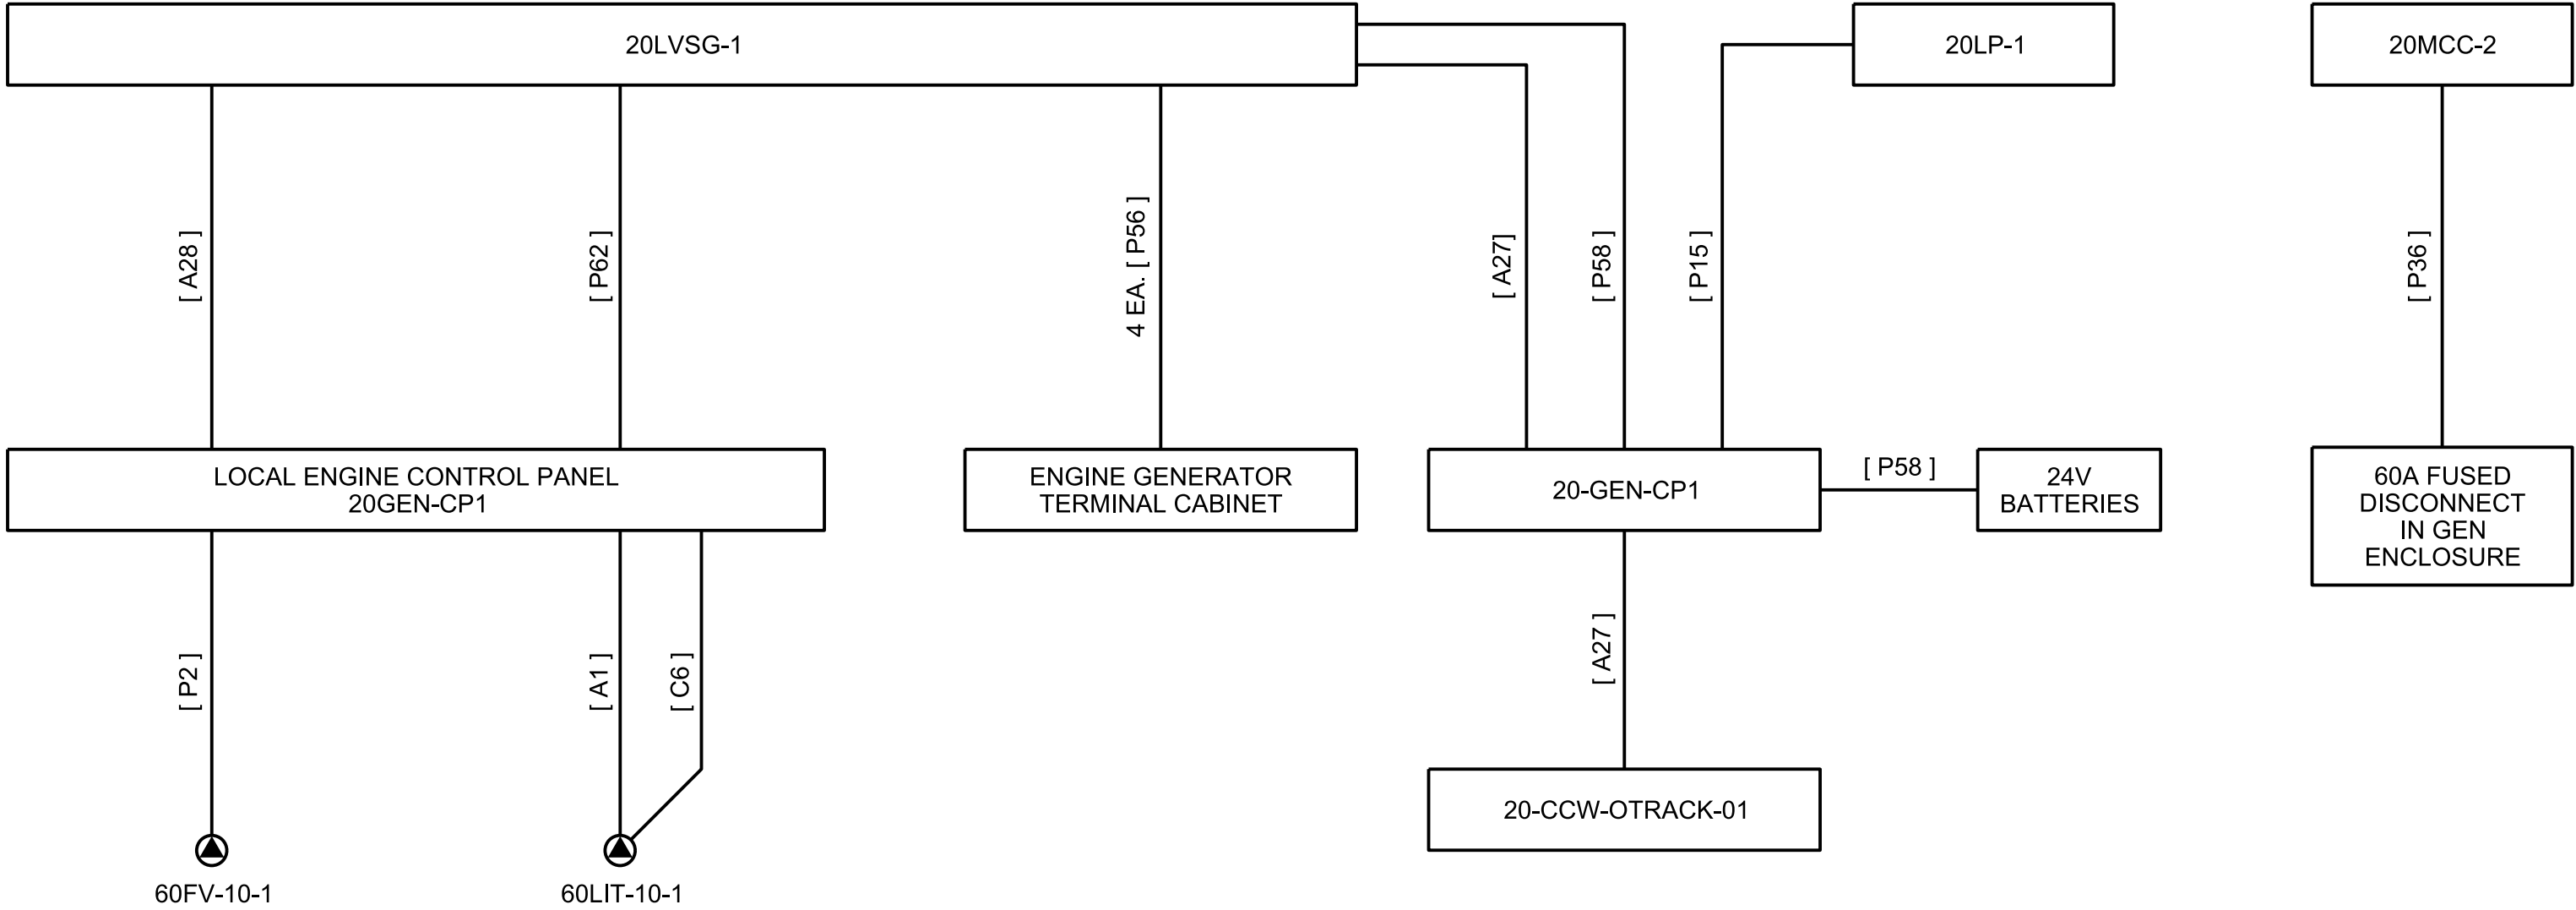 20LVSG-1
20LP-1
20MCC-2
[ A28 ]
[ P62 ]
4 EA. [ P56 ]
[ A27]
[ P58 ]
[ P15 ]
[ P36 ]
LOCAL ENGINE CONTROL PANEL
20GEN-CP1
ENGINE GENERATOR
TERMINAL CABINET
20-GEN-CP1
[ P58 ]
24V
BATTERIES
60A FUSED
DISCONNECT
IN GEN
ENCLOSURE
[ P2 ]
[ A1 ]
[ C6 ]
[ A27 ]
20-CCW-OTRACK-01
60FV-10-1
60LIT-10-1